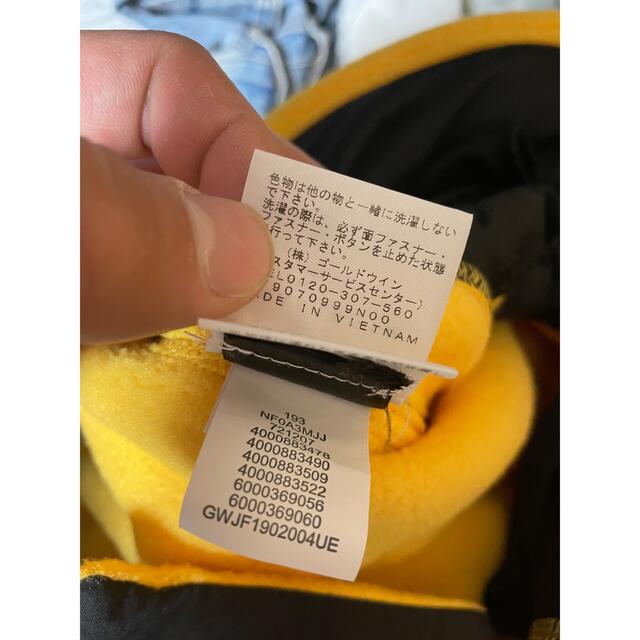 色物は他の物と一緒に洗濯しない
で下さい。
洗濯の際は、必ず面ファスナー・
ファスナー・ボタンを止めた状態
行って下さい。
(株) ゴールドウイン
スタマーサービスセンター)
EL0120-307-560
9070999N00
ADE IN VIETNAM
193
NF0A3MJJ
721207
4000883478
4000883490
4000883509
4000883522
6000369056
6000369060
GWJF1902004UE